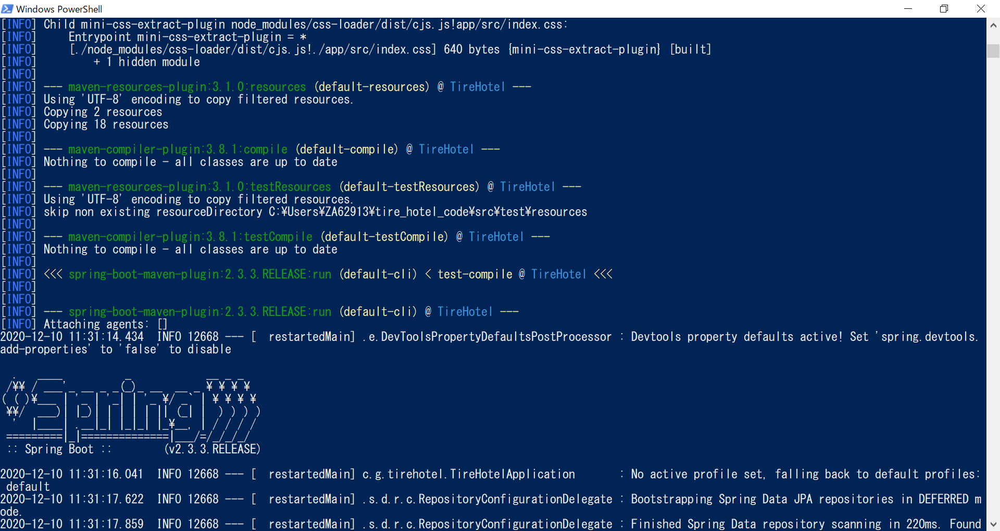 Windows PowerShell
[INFO] Child mini-css-extract-plugin node_modules/css-loader/dist/cjs.js!app/src/index.css:
[INFO]     Entrypoint mini-css-extract-plugin = *
[INFO]     [./node_modules/css-loader/dist/cjs.js!./app/src/index.css] 640 bytes {mini-css-extract-plugin} [built]
[INFO]         + 1 hidden module
[INFO]
[INFO] --- maven-resources-plugin:3.1.0:resources (default-resources) @ TireHotel ---
[INFO] Using 'UTF-8' encoding to copy filtered resources.
[INFO] Copying 2 resources
[INFO] Copying 18 resources
[INFO]
[INFO] --- maven-compiler-plugin:3.8.1:compile (default-compile) @ TireHotel ---
[INFO] Nothing to compile - all classes are up to date
[INFO]
[INFO] --- maven-resources-plugin:3.1.0:testResources (default-testResources) @ TireHotel ---
[INFO] Using 'UTF-8' encoding to copy filtered resources.
[INFO] skip non existing resourceDirectory C:¥Users¥ZA62913¥tire_hotel_code¥src¥test¥resources
[INFO]
[INFO] --- maven-compiler-plugin:3.8.1:testCompile (default-testCompile) @ TireHotel ---
[INFO] Nothing to compile - all classes are up to date
[INFO]
[INFO] <<< spring-boot-maven-plugin:2.3.3.RELEASE:run (default-cli) < test-compile @ TireHotel <<<
[INFO]
[INFO]
[INFO] --- spring-boot-maven-plugin:2.3.3.RELEASE:run (default-cli) @ TireHotel ---
[INFO] Attaching agents: []
2020-12-10 11:31:14.434  INFO 12668 --- [  restartedMain] .e.DevToolsPropertyDefaultsPostProcessor : Devtools property defaults active! Set 'spring.devtools.
add-properties' to 'false' to disable
  .   ____          _            __ _ _
 /¥¥ / ___'_ __ _ _(_)_ __  __ _ ¥ ¥ ¥ ¥
( ( )¥___ | '_ | '_| | '_ ¥/ _` | ¥ ¥ ¥ ¥
 ¥¥/  ___)| |_)| | | | | || (_| |  ) ) ) )
  '  |____| .__|_| |_|_| |_¥__, | / / / /
 =========|_|==============|___/=/_/_/_/
 :: Spring Boot ::        (v2.3.3.RELEASE)
2020-12-10 11:31:16.041  INFO 12668 --- [  restartedMain] c.g.tirehotel.TireHotelApplication       : No active profile set, falling back to default profiles:
 default
2020-12-10 11:31:17.622  INFO 12668 --- [  restartedMain] .s.d.r.c.RepositoryConfigurationDelegate : Bootstrapping Spring Data JPA repositories in DEFERRED m
ode.
2020-12-10 11:31:17.859  INFO 12668 --- [  restartedMain] .s.d.r.c.RepositoryConfigurationDelegate : Finished Spring Data repository scanning in 220ms. Found